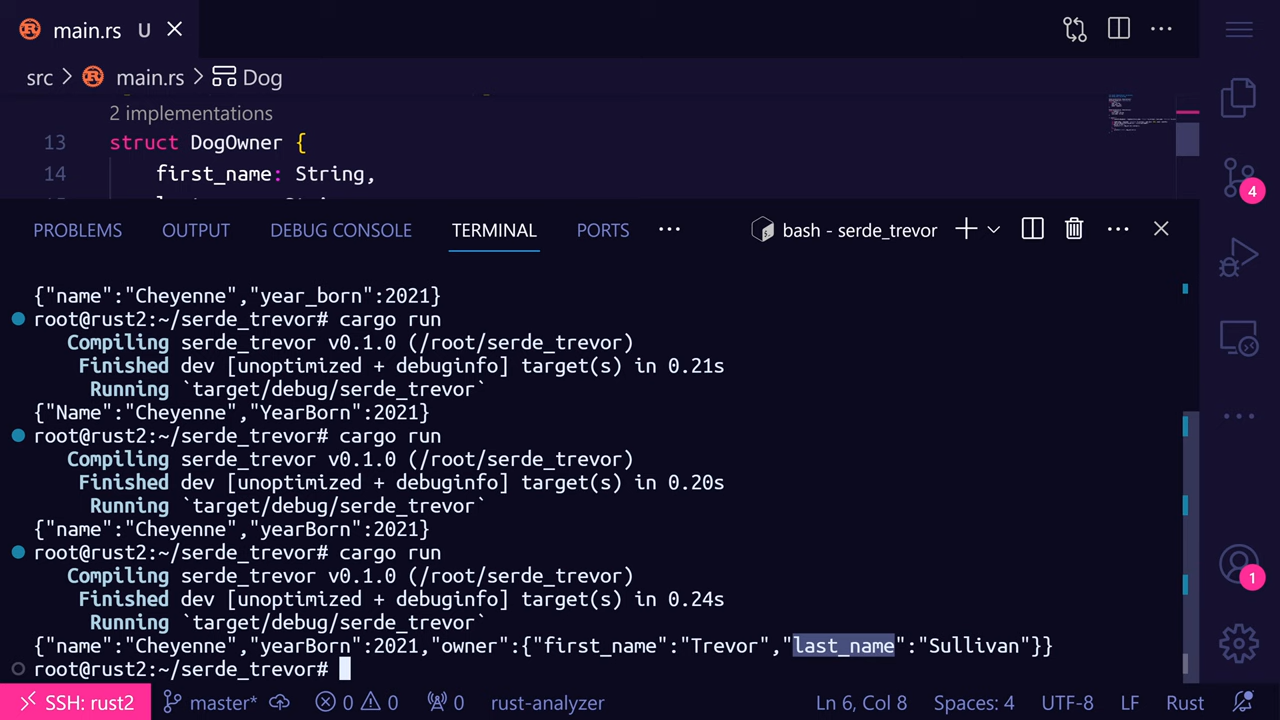 main.rs U
src > main.rs > Dog
2 implementations
13 struct DogOwner {
14 first_name: String,
PROBLEMS OUTPUT DEBUG CONSOLE TERMINAL PORTS ··· bash - serde_trevor
{"name":"Cheyenne","year_born":2021}
root@rust2:~/serde_trevor# cargo run
Compiling serde_trevor v0.1.0 (/root/serde_trevor)
Finished dev [unoptimized + debuginfo] target(s) in 0.21s
Running `target/debug/serde_trevor`
{"Name":"Cheyenne","YearBorn":2021}
root@rust2:~/serde_trevor# cargo run
Compiling serde_trevor v0.1.0 (/root/serde_trevor)
Finished dev [unoptimized + debuginfo] target(s) in 0.20s
Running `target/debug/serde_trevor`
{"name":"Cheyenne","yearBorn":2021}
root@rust2:~/serde_trevor# cargo run
Compiling serde_trevor v0.1.0 (/root/serde_trevor)
Finished dev [unoptimized + debuginfo] target(s) in 0.24s
Running `target/debug/serde_trevor`
{"name":"Cheyenne","yearBorn":2021,"owner":{"first_name":"Trevor","last_name":"Sullivan"}}
root@rust2:~/serde_trevor#
4
1
SSH: rust2 master* 0 0 0 rust-analyzer Ln 6, Col 8 Spaces: 4 UTF-8 LF Rust